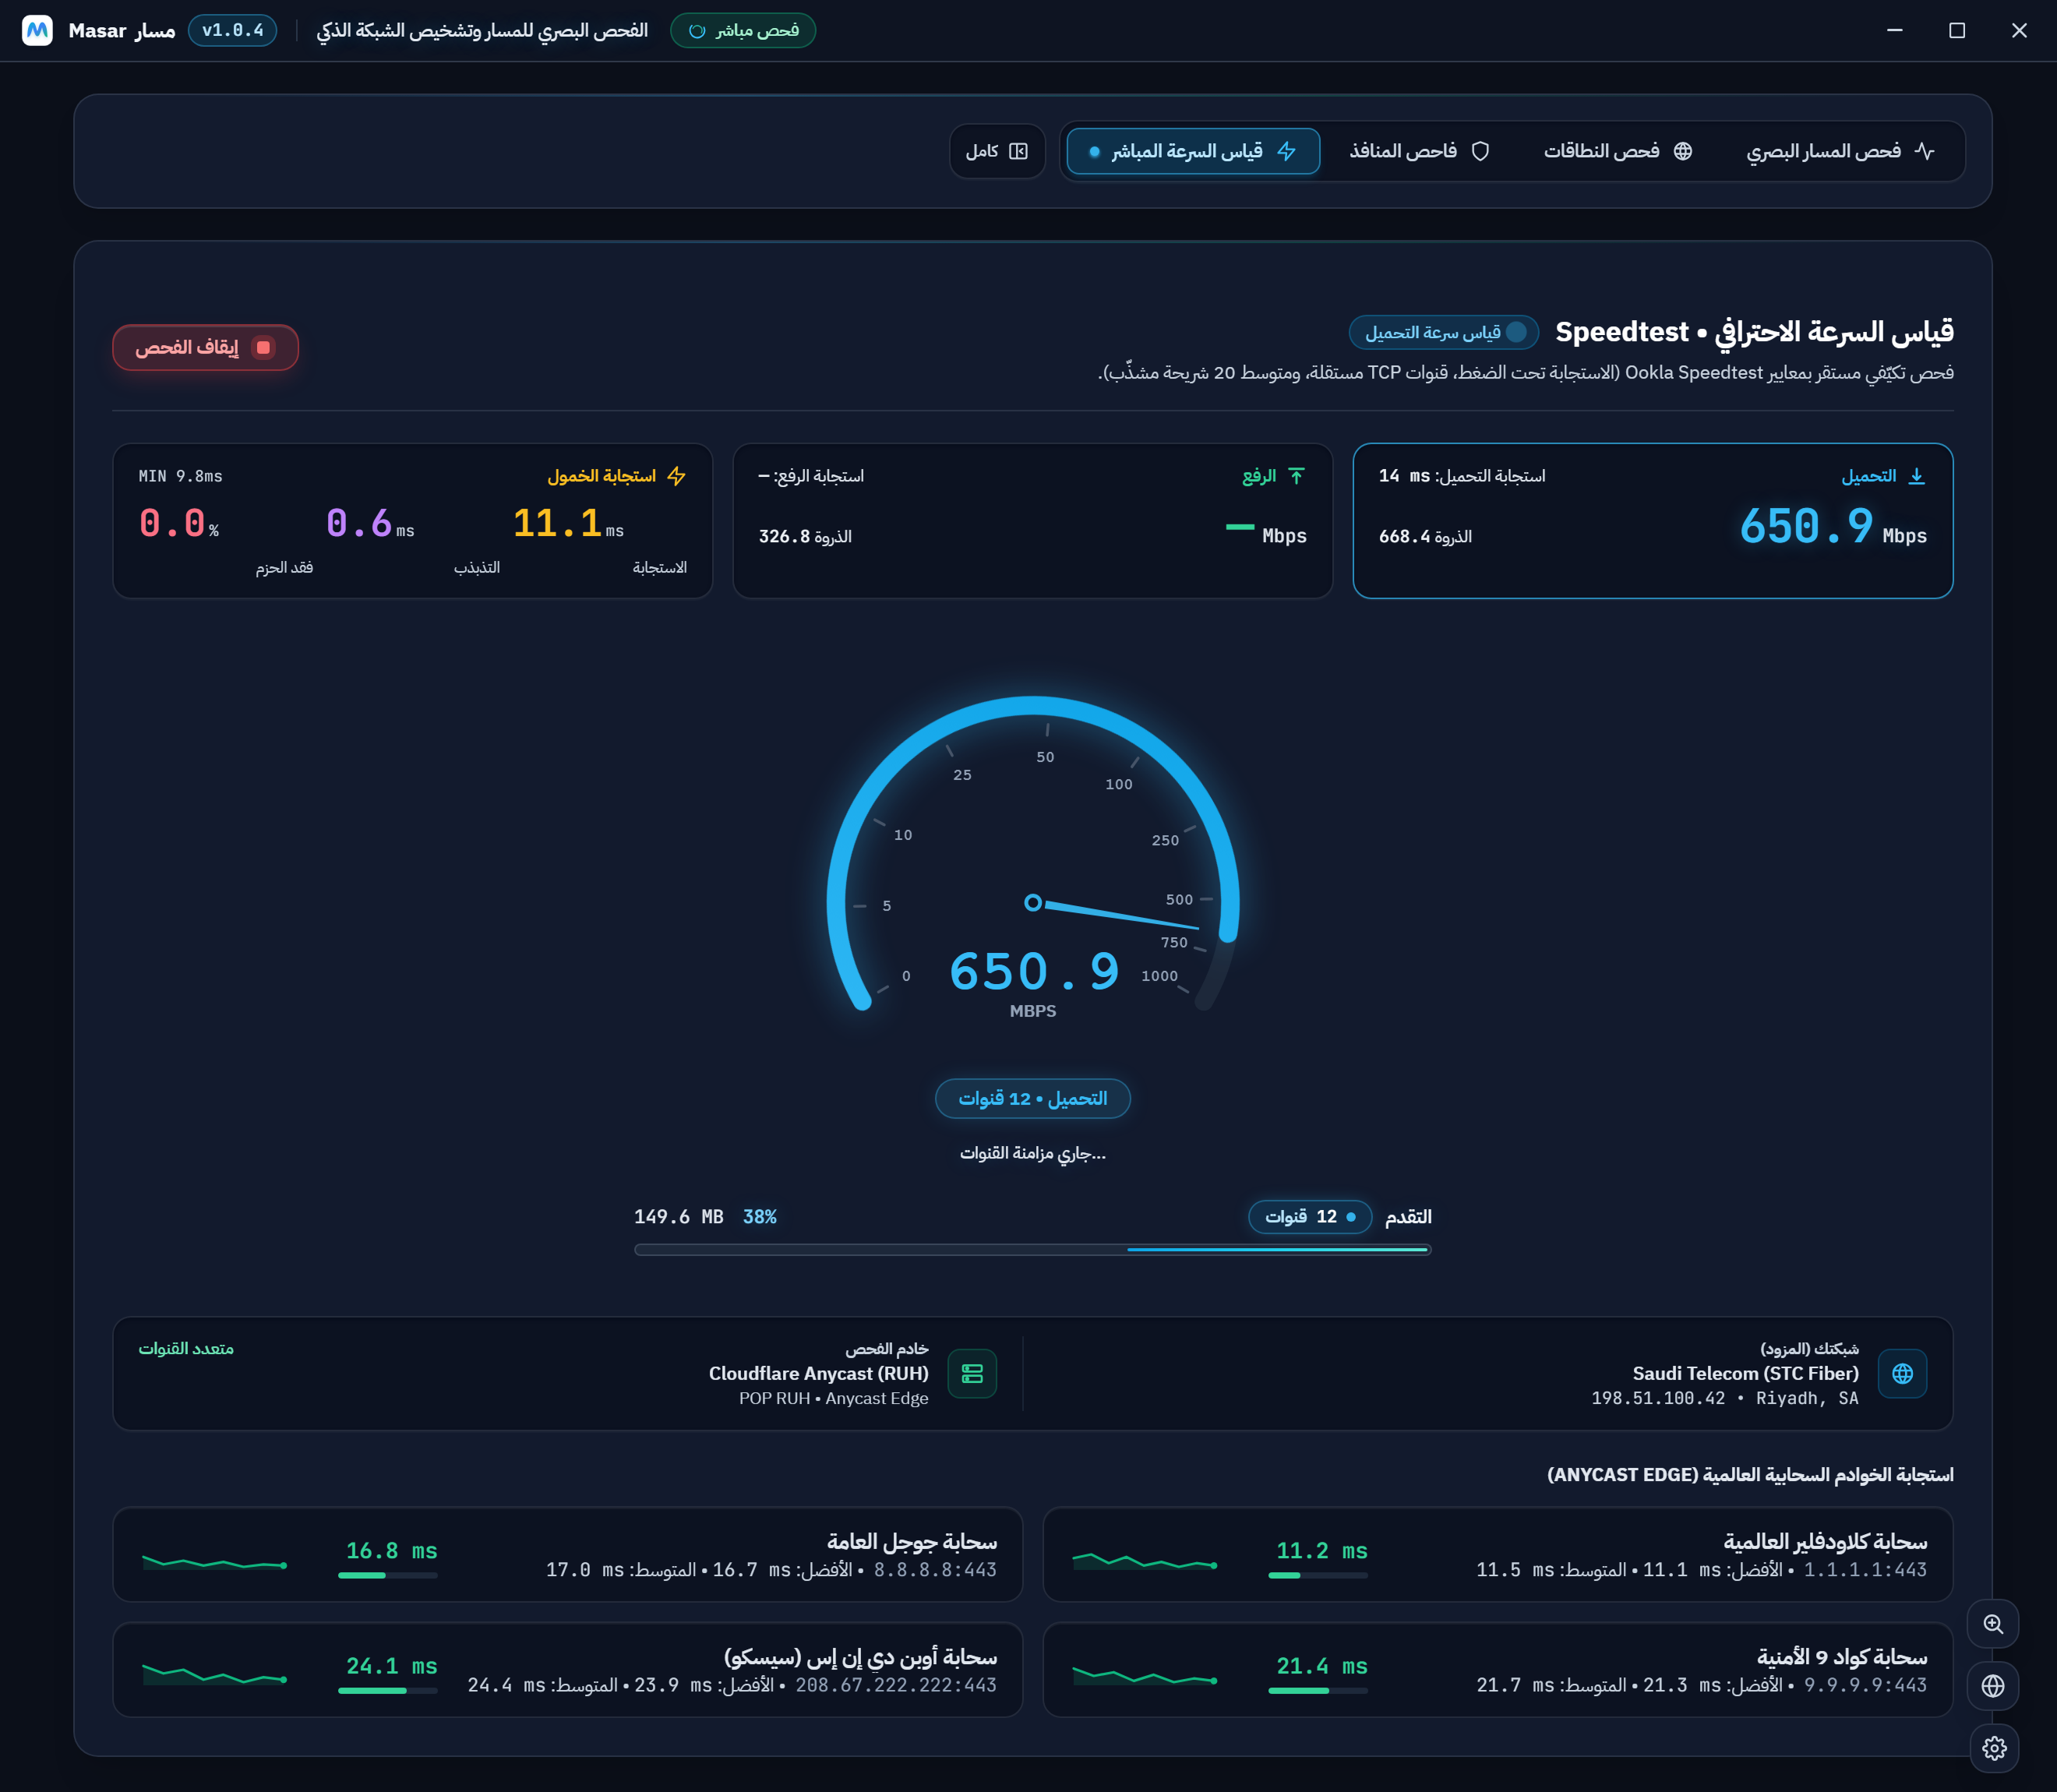 مسار Masar v1.0.4 الفحص البصري للمسار وتشخيص الشبكة الذكي فحص مباشر
فحص المسار البصري
فحص النطاقات
فاحص المنافذ
قياس السرعة المباشر
كامل
قياس السرعة الاحترافي • Speedtest
قياس سرعة التحميل
فحص تكيّفي مستقر بمعايير Ookla Speedtest (الاستجابة تحت الضغط، قنوات TCP مستقلة، ومتوسط 20 شريحة مشذّب).
إيقاف الفحص
التحميل
استجابة التحميل: 14 ms
650.9 Mbps
الذروة 668.4
الرفع
استجابة الرفع: —
— Mbps
الذروة 326.8
استجابة الخمول
MIN 9.8ms
11.1 ms
0.6 ms
0.0 %
الاستجابة
التذبذب
فقد الحزم
0
5
10
25
50
100
250
500
750
1000
650.9
MBPS
التحميل • 12 قنوات
...جاري مزامنة القنوات
التقدم
12 قنوات
149.6 MB 38%
شبكتك (المزود)
Saudi Telecom (STC Fiber)
198.51.100.42 • Riyadh, SA
خادم الفحص
Cloudflare Anycast (RUH)
POP RUH • Anycast Edge
متعدد القنوات
استجابة الخوادم السحابية العالمية (ANYCAST EDGE)
سحابة كلاودفلير العالمية
1.1.1.1:443 • الأفضل: 11.1 ms • المتوسط: 11.5 ms
11.2 ms
سحابة جوجل العامة
8.8.8.8:443 • الأفضل: 16.7 ms • المتوسط: 17.0 ms
16.8 ms
سحابة كواد 9 الأمنية
9.9.9.9:443 • الأفضل: 21.3 ms • المتوسط: 21.7 ms
21.4 ms
سحابة أوبن دي إن إس (سيسكو)
208.67.222.222:443 • الأفضل: 23.9 ms • المتوسط: 24.4 ms
24.1 ms